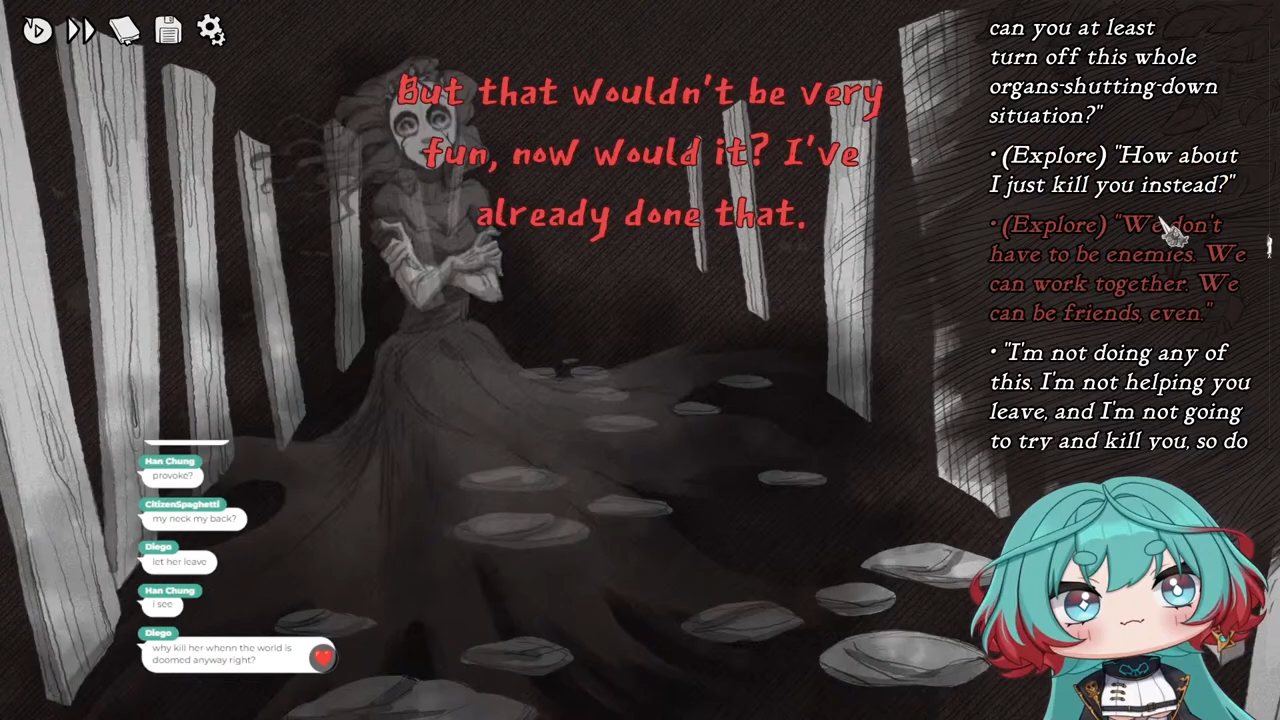 But that wouldn't be very
fun, now would it? I've
already done that.
can you at least
turn off this whole
organs-shutting-down
situation?"
• (Explore) "How about
I just kill you instead?"
• (Explore) "We don't
have to be enemies. We
can work together. We
can be friends, even."
• "I'm not doing any of
this. I'm not helping you
leave, and I'm not going
to try and kill you, so do
Han Chung
provoke?
CitizenSpaghetti
my neck my back?
Diego
let her leave
Han Chung
i see
Diego
why kill her whenn the world is
doomed anyway right?